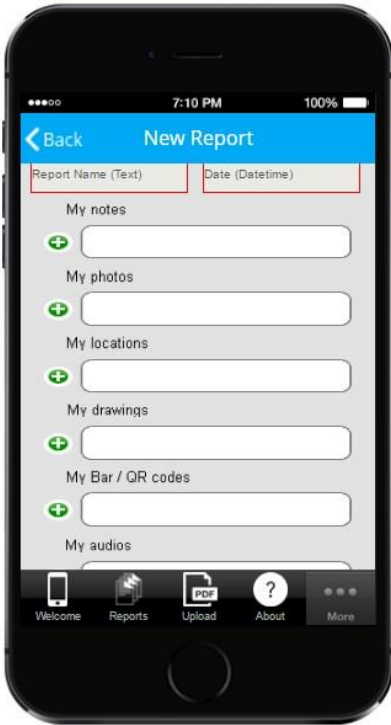 7:10 PM 100%
Back New Report
Report Name (Text) Date (Datetime)
My notes
My photos
My locations
My drawings
My Bar / QR codes
My audios
PDF ?
Welcome Reports Upload About More